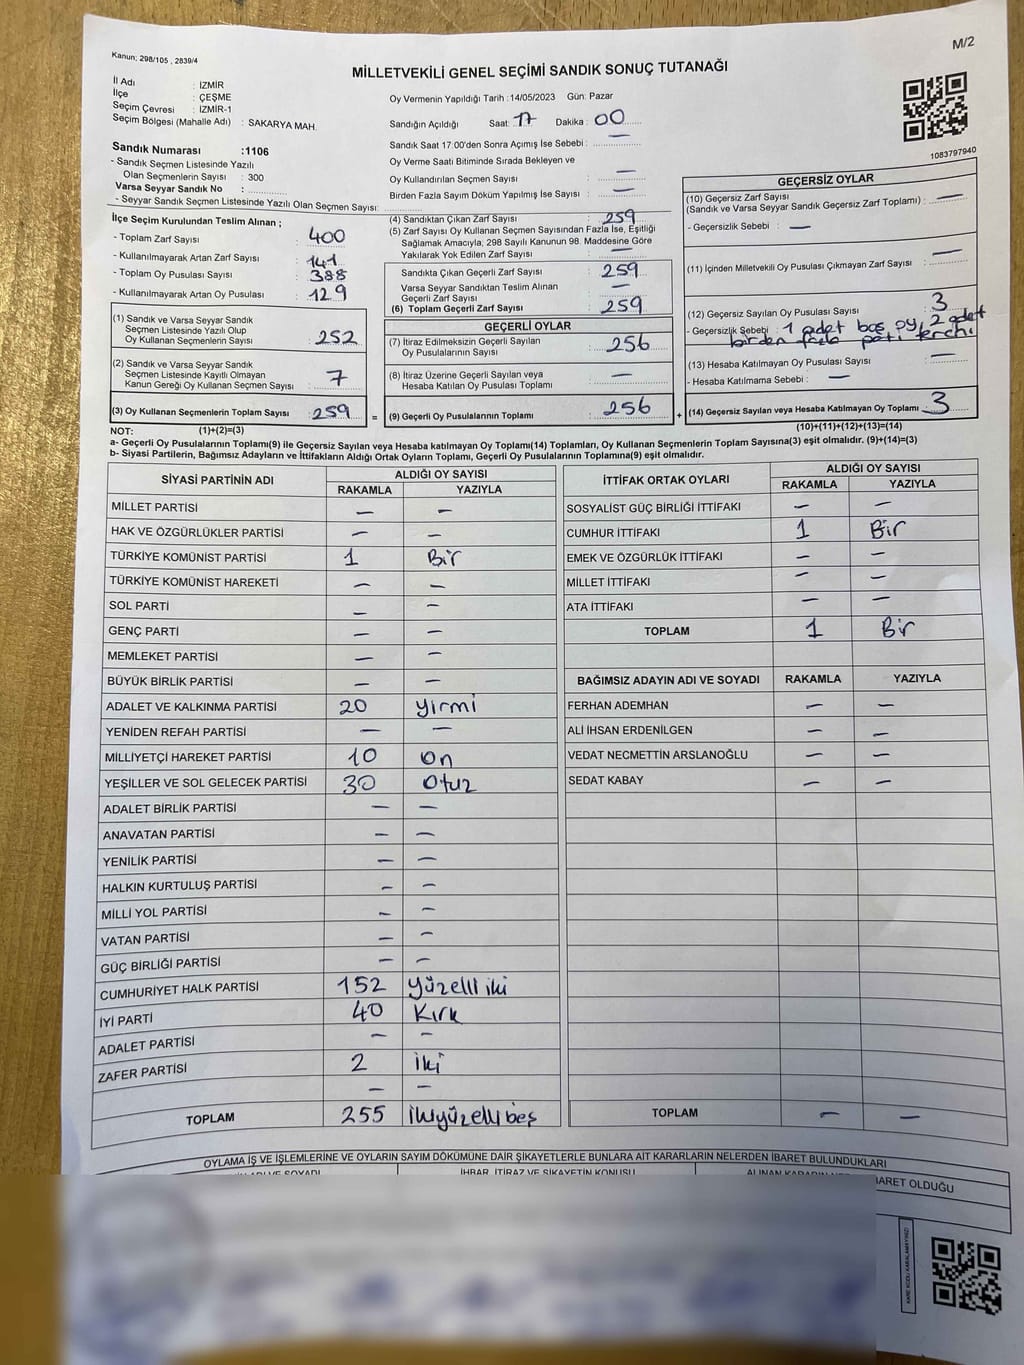 Kanun; 298/105 , 2839/4
M/2
MİLLETVEKİLİ GENEL SEÇİMİ SANDIK SONUÇ TUTANAĞI
İl Adı : İZMİR
İlçe : ÇEŞME
Seçim Çevresi : İZMİR-1
Seçim Bölgesi (Mahalle Adı) : SAKARYA MAH.
Oy Vermenin Yapıldığı Tarih :14/05/2023 Gün: Pazar
Sandığın Açıldığı Saat: 17 Dakika : 00
Sandık Saat 17:00'den Sonra Açımış İse Sebebi : —
Oy Verme Saati Bitiminde Sırada Bekleyen ve
Oy Kullandırılan Seçmen Sayısı : —
Birden Fazla Sayım Döküm Yapılmış İse Sayısı : —
1083797940
Sandık Numarası :1106
- Sandık Seçmen Listesinde Yazılı
Olan Seçmenlerin Sayısı : 300
Varsa Seyyar Sandık No :
- Seyyar Sandık Seçmen Listesinde Yazılı Olan Seçmen Sayısı:
İlçe Seçim Kurulundan Teslim Alınan ;
- Toplam Zarf Sayısı : 400
- Kullanılmayarak Artan Zarf Sayısı : 141
- Toplam Oy Pusulası Sayısı : 388
- Kullanılmayarak Artan Oy Pusulası : 129
(1) Sandık ve Varsa Seyyar Sandık
Seçmen Listesinde Yazılı Olup
Oy Kullanan Seçmenlerin Sayısı : 252
(2) Sandık ve Varsa Seyyar Sandık
Seçmen Listesinde Kayıtlı Olmayan
Kanun Gereği Oy Kullanan Seçmen Sayısı : 7
(3) Oy Kullanan Seçmenlerin Toplam Sayısı : 259
(4) Sandıktan Çıkan Zarf Sayısı : 259
(5) Zarf Sayısı Oy Kullanan Seçmen Sayısından Fazla İse, Eşitliği
Sağlamak Amacıyla; 298 Sayılı Kanunun 98. Maddesine Göre
Yakılarak Yok Edilen Zarf Sayısı : —
Sandıkta Çıkan Geçerli Zarf Sayısı : 259
Varsa Seyyar Sandıktan Teslim Alınan
Geçerli Zarf Sayısı : —
(6) Toplam Geçerli Zarf Sayısı : 259
GEÇERLİ OYLAR
(7) İtiraz Edilmeksizin Geçerli Sayılan
Oy Pusulalarının Sayısı : 256
(8) İtiraz Üzerine Geçerli Sayılan veya
Hesaba Katılan Oy Pusulası Toplamı : —
= (9) Geçerli Oy Pusulalarının Toplamı : 256
GEÇERSİZ OYLAR
(10) Geçersiz Zarf Sayısı
(Sandık ve Varsa Seyyar Sandık Geçersiz Zarf Toplamı) : —
- Geçersizlik Sebebi : —
(11) İçinden Milletvekili Oy Pusulası Çıkmayan Zarf Sayısı : —
(12) Geçersiz Sayılan Oy Pusulası Sayısı : 3
- Geçersizlik Sebebi : 1 adet boş oy, 2 adet
birden fazla parti tercihi
(13) Hesaba Katılmayan Oy Pusulası Sayısı : —
- Hesaba Katılmama Sebebi : —
+ (14) Geçersiz Sayılan veya Hesaba Katılmayan Oy Toplamı : 3
NOT: (1)+(2)=(3)
(10)+(11)+(12)+(13)=(14)
a- Geçerli Oy Pusulalarının Toplamı(9) ile Geçersiz Sayılan veya Hesaba katılmayan Oy Toplamı(14) Toplamları, Oy Kullanan Seçmenlerin Toplam Sayısına(3) eşit olmalıdır. (9)+(14)=(3)
b- Siyasi Partilerin, Bağımsız Adayların ve İttifakların Aldığı Ortak Oyların Toplamı, Geçerli Oy Pusulalarının Toplamına(9) eşit olmalıdır.
SİYASİ PARTİNİN ADI ALDIĞI OY SAYISI
RAKAMLA YAZIYLA
MİLLET PARTİSİ — —
HAK VE ÖZGÜRLÜKLER PARTİSİ — —
TÜRKİYE KOMÜNİST PARTİSİ 1 Bir
TÜRKİYE KOMÜNİST HAREKETİ — —
SOL PARTİ — —
GENÇ PARTİ — —
MEMLEKET PARTİSİ — —
BÜYÜK BİRLİK PARTİSİ — —
ADALET VE KALKINMA PARTİSİ 20 yirmi
YENİDEN REFAH PARTİSİ — —
MİLLİYETÇİ HAREKET PARTİSİ 10 on
YEŞİLLER VE SOL GELECEK PARTİSİ 30 Otuz
ADALET BİRLİK PARTİSİ — —
ANAVATAN PARTİSİ — —
YENİLİK PARTİSİ — —
HALKIN KURTULUŞ PARTİSİ — —
MİLLİ YOL PARTİSİ — —
VATAN PARTİSİ — —
GÜÇ BİRLİĞİ PARTİSİ — —
CUMHURİYET HALK PARTİSİ 152 yüzelli iki
İYİ PARTİ 40 Kırk
ADALET PARTİSİ — —
ZAFER PARTİSİ 2 iki
— —
TOPLAM 255 ikiyüzelli beş
İTTİFAK ORTAK OYLARI ALDIĞI OY SAYISI
RAKAMLA YAZIYLA
SOSYALİST GÜÇ BİRLİĞİ İTTİFAKI — —
CUMHUR İTTİFAKI 1 Bir
EMEK VE ÖZGÜRLÜK İTTİFAKI — —
MİLLET İTTİFAKI — —
ATA İTTİFAKI — —
TOPLAM 1 Bir
BAĞIMSIZ ADAYIN ADI VE SOYADI RAKAMLA YAZIYLA
FERHAN ADEMHAN — —
ALİ İHSAN ERDENİLGEN — —
VEDAT NECMETTİN ARSLANOĞLU — —
SEDAT KABAY — —
TOPLAM — —
OYLAMA İŞ VE İŞLEMLERİNE VE OYLARIN SAYIM DÖKÜMÜNE DAİR ŞİKAYETLERLE BUNLARA AİT KARARLARIN NELERDEN İBARET BULUNDUKLARI
İHBAR, İTİRAZ VE ŞİKAYETİN KONUSU
İBARET OLDUĞU
KARE KODU KARALAMAYINIZ!